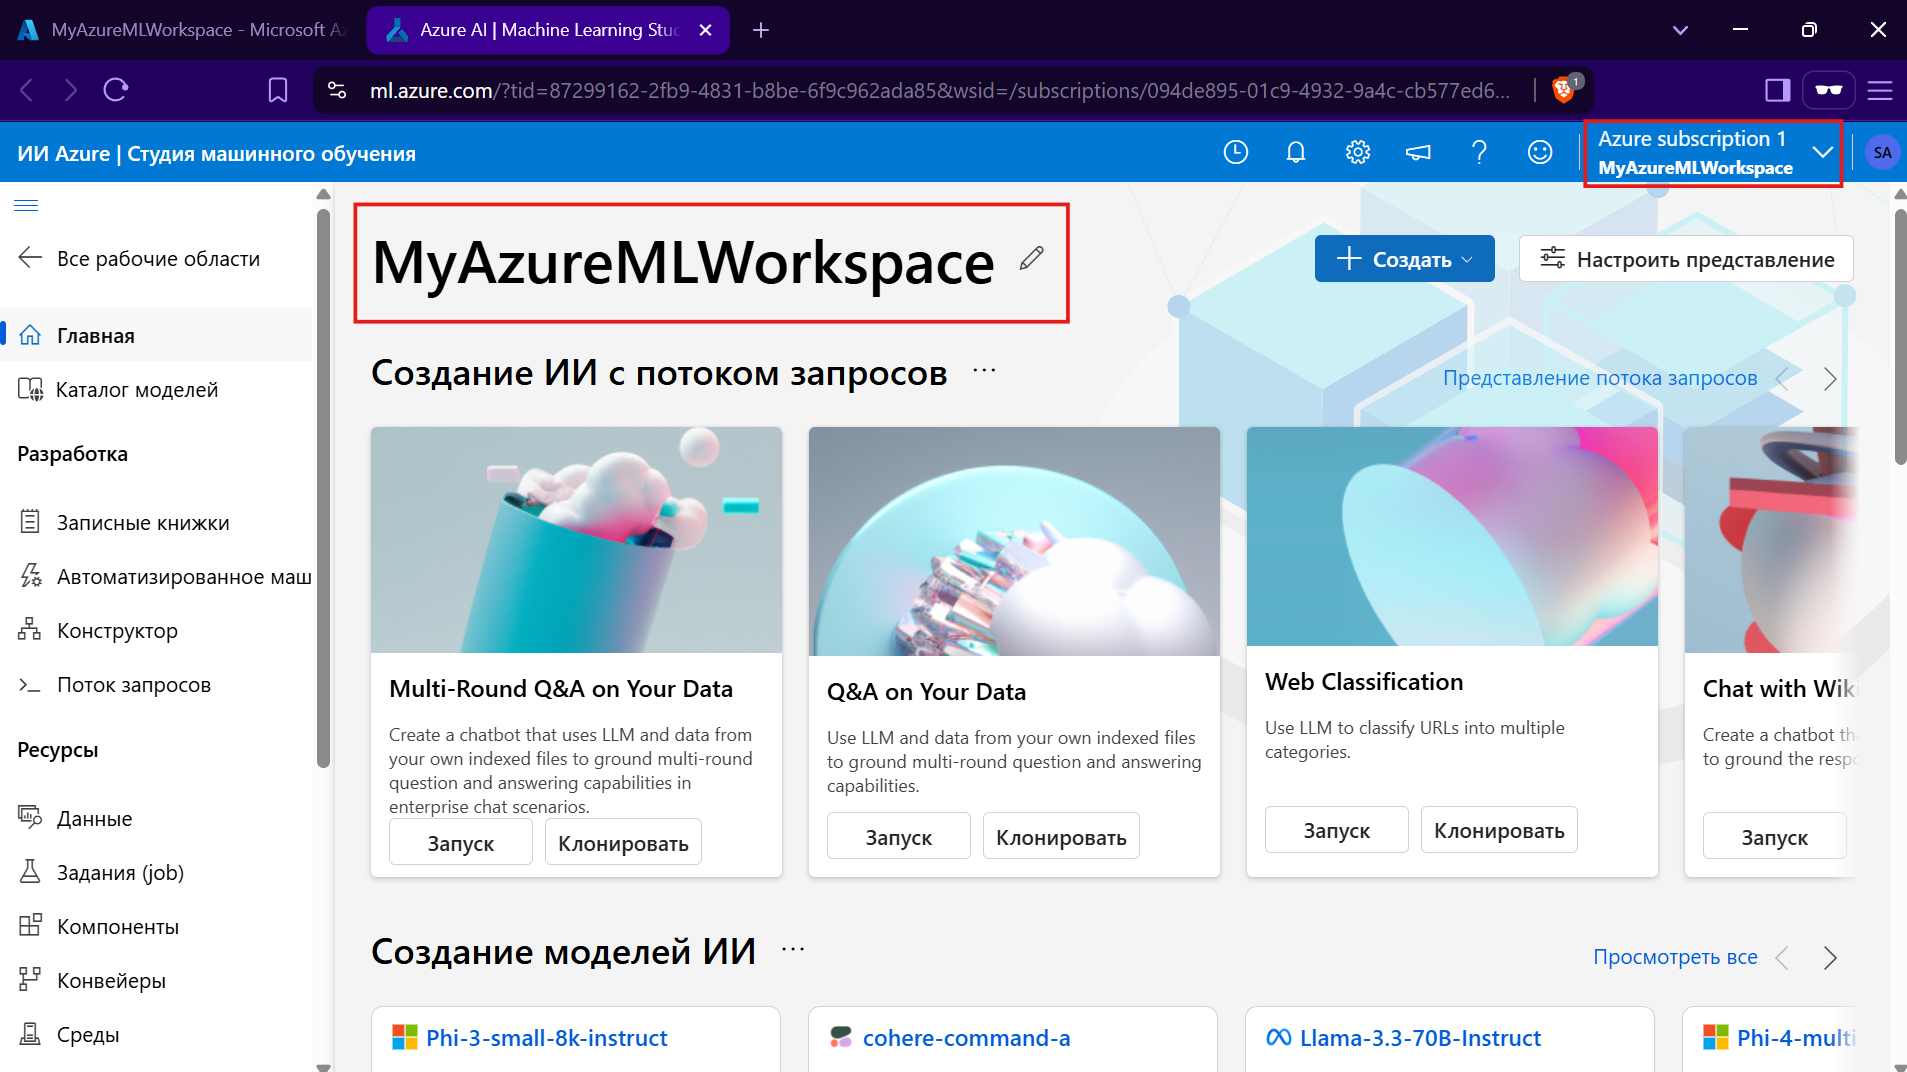 MyAzureMLWorkspace - Microsoft Az
Azure AI | Machine Learning Stud
ml.azure.com/?tid=87299162-2fb9-4831-b8be-6f9c962ada85&wsid=/subscriptions/094de895-01c9-4932-9a4c-cb577ed6...
1
ИИ Azure | Студия машинного обучения
Azure subscription 1
MyAzureMLWorkspace
SA
Все рабочие области
Главная
Каталог моделей
Разработка
Записные книжки
Автоматизированное маш
Конструктор
Поток запросов
Ресурсы
Данные
Задания (job)
Компоненты
Конвейеры
Среды
MyAzureMLWorkspace
Создать
Настроить представление
Создание ИИ с потоком запросов ...
Представление потока запросов
Multi-Round Q&A on Your Data
Create a chatbot that uses LLM and data from
your own indexed files to ground multi-round
question and answering capabilities in
enterprise chat scenarios.
Запуск
Клонировать
Q&A on Your Data
Use LLM and data from your own indexed files
to ground multi-round question and answering
capabilities.
Запуск
Клонировать
Web Classification
Use LLM to classify URLs into multiple
categories.
Запуск
Клонировать
Chat with Wiki
Create a chatbot th
to ground the respo
Запуск
Создание моделей ИИ ...
Просмотреть все
Phi-3-small-8k-instruct
cohere-command-a
Llama-3.3-70B-Instruct
Phi-4-multi